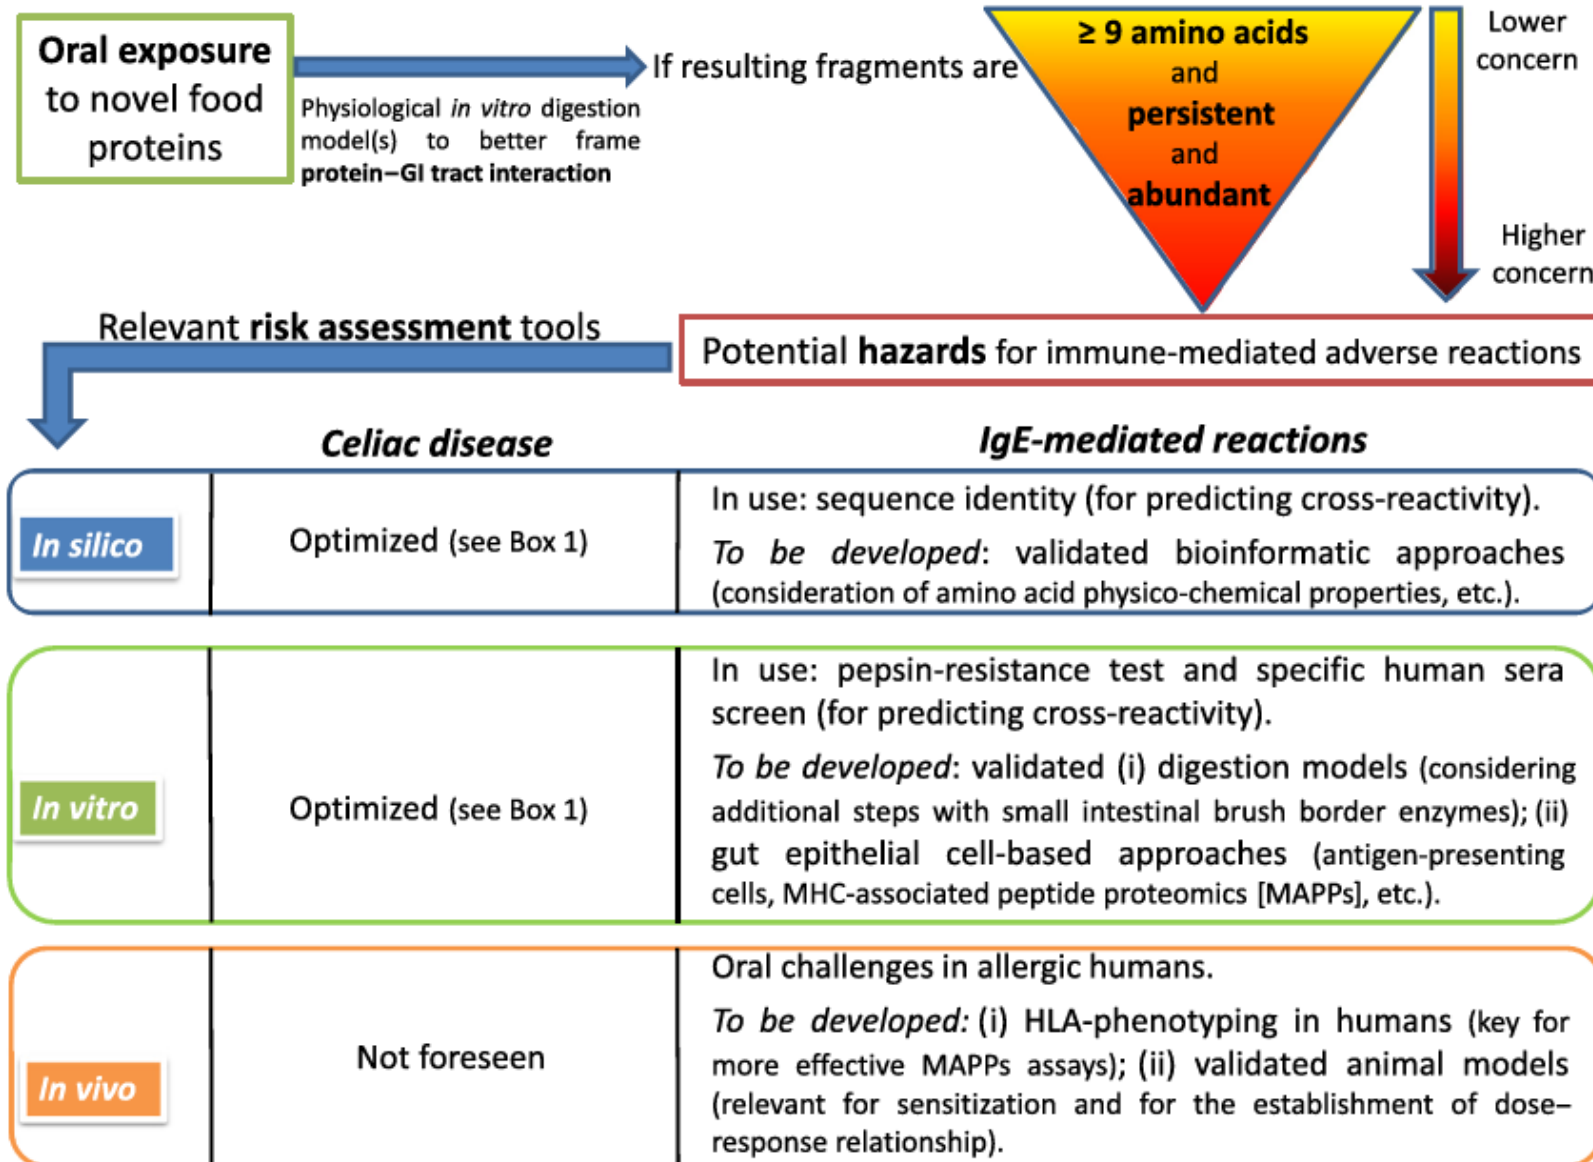 Oral exposure
to novel food
proteins
Physiological in vitro digestion
model(s) to better frame
protein–GI tract interaction
If resulting fragments are
≥ 9 amino acids
and
persistent
and
abundant
Lower
concern
Higher
concern
Relevant risk assessment tools
Potential hazards for immune-mediated adverse reactions
Celiac disease
IgE-mediated reactions
In silico
Optimized (see Box 1)
In use: sequence identity (for predicting cross-reactivity).
To be developed: validated bioinformatic approaches
(consideration of amino acid physico-chemical properties, etc.).
In vitro
Optimized (see Box 1)
In use: pepsin-resistance test and specific human sera
screen (for predicting cross-reactivity).
To be developed: validated (i) digestion models (considering
additional steps with small intestinal brush border enzymes); (ii)
gut epithelial cell-based approaches (antigen-presenting
cells, MHC-associated peptide proteomics [MAPPs], etc.).
In vivo
Not foreseen
Oral challenges in allergic humans.
To be developed: (i) HLA-phenotyping in humans (key for
more effective MAPPs assays); (ii) validated animal models
(relevant for sensitization and for the establishment of dose–
response relationship).